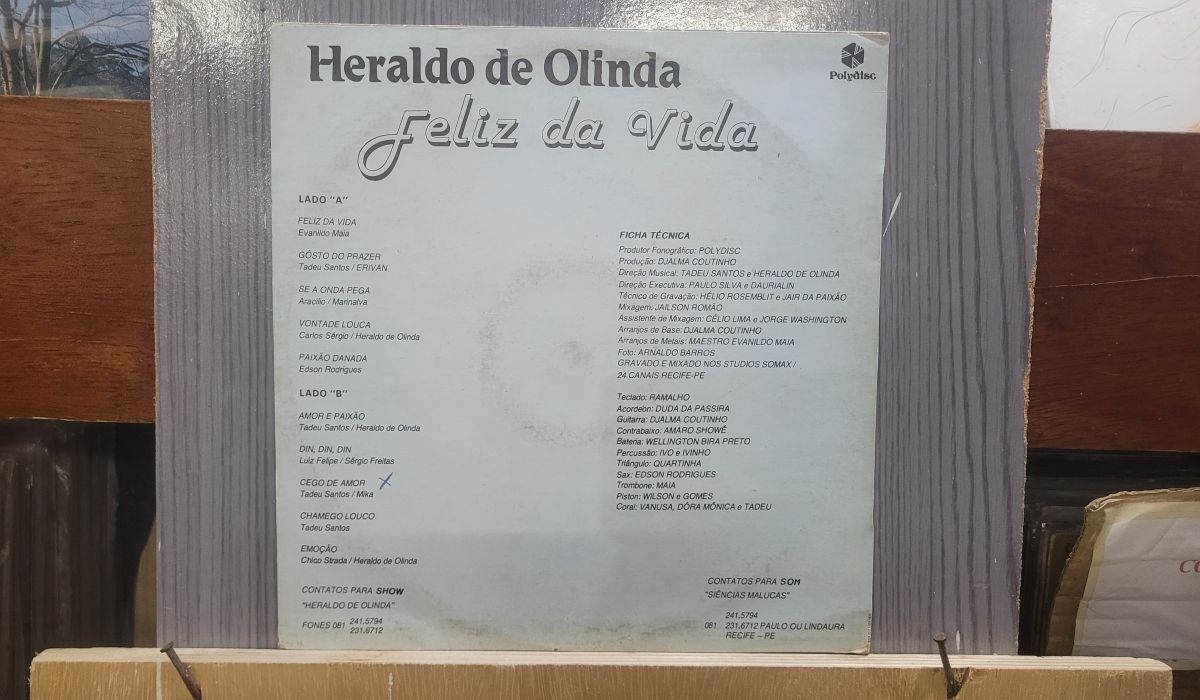 Heraldo de Olinda
Polydisc
Feliz da Vida
LADO "A"
FELIZ DA VIDA
Evanildo Maia
GÔSTO DO PRAZER
Tadeu Santos / ERIVAN
SE A ONDA PEGA
Aracilio / Marinalva
VONTADE LOUCA
Carlos Sérgio / Heraldo de Olinda
PAIXÃO DANADA
Edson Rodrigues
LADO "B"
AMOR E PAIXÃO
Tadeu Santos / Heraldo de Olinda
DIN, DIN, DIN
Luiz Felipe / Sérgio Freitas
CEGO DE AMOR X
Tadeu Santos / Mika
CHAMEGO LOUCO
Tadeu Santos
EMOÇÃO
Chico Strada / Heraldo de Olinda
CONTATOS PARA SHOW
"HERALDO DE OLINDA"
FONES 081 241.5794
231.6712
FICHA TÉCNICA
Produtor Fonográfico: POLYDISC
Produção: DJALMA COUTINHO
Direção Musical: TADEU SANTOS e HERALDO DE OLINDA
Direção Executiva: PAULO SILVA e DAURIALIN
Técnico de Gravação: HÉLIO ROSEMBLIT e JAIR DA PAIXÃO
Mixagem: JAILSON ROMÃO
Assistente de Mixagem: CÉLIO LIMA e JORGE WASHINGTON
Arranjos de Base: DJALMA COUTINHO
Arranjos de Metais: MAESTRO EVANILDO MAIA
Foto: ARNALDO BARROS
GRAVADO E MIXADO NOS STUDIOS SOMAX /
24 CANAIS RECIFE-PE
Teclado: RAMALHO
Acordebn: DUDA DA PASSIRA
Guitarra: DJALMA COUTINHO
Contrabaixo: AMARO SHOWÉ
Bateria: WELLINGTON BIRA PRETO
Percussão: IVO e IVINHO
Triângulo: QUARTINHA
Sax: EDSON RODRIGUES
Trombone: MAIA
Piston: WILSON e GOMES
Coral: VANUSA, DÔRA MÔNICA e TADEU
CONTATOS PARA SOM
"SIÊNCIAS MALUCAS"
241.5794
081 231.6712 PAULO OU LINDAURA
RECIFE – PE